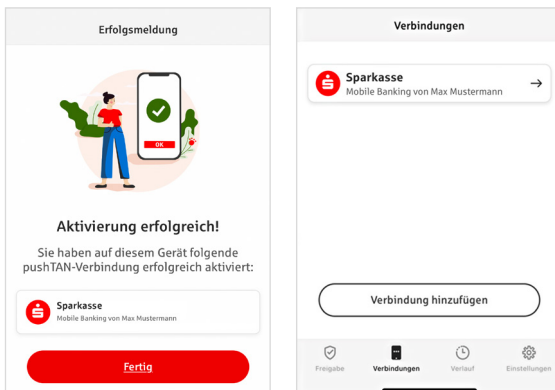 Erfolgsmeldung
OK
Aktivierung erfolgreich!
Sie haben auf diesem Gerät folgende
pushTAN-Verbindung erfolgreich aktiviert:
Sparkasse
Mobile Banking von Max Mustermann
Fertig
Verbindungen
Sparkasse
Mobile Banking von Max Mustermann
Verbindung hinzufügen
Freigabe
Verbindungen
Verlauf
Einstellungen